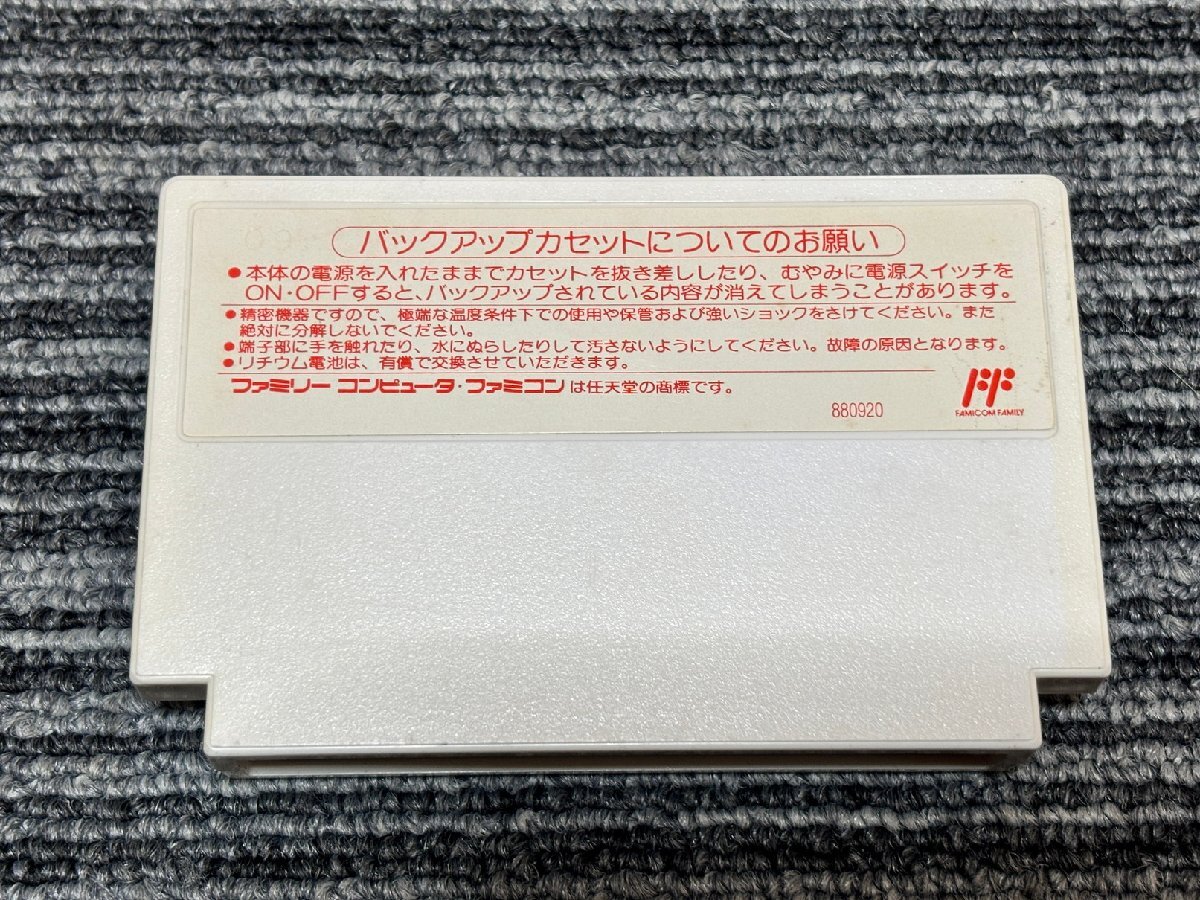 バックアップカセットについてのお願い
●本体の電源を入れたままでカセットを抜き差ししたり、むやみに電源スイッチを
ON・OFFすると、バックアップされている内容が消えてしまうことがあります。
●精密機器ですので、極端な温度条件下での使用や保管および強いショックをさけてください。また
絶対に分解しないでください。
●端子部に手を触れたり、水にぬらしたりして汚さないようにしてください。故障の原因となります。
●リチウム電池は、有償で交換させていただきます。
ファミリー コンピュータ・ファミコンは任天堂の商標です。
880920
FAMICOM FAMILY